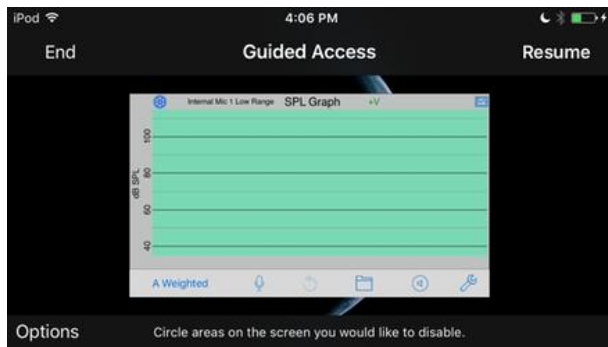 iPod 4:06 PM
End Guided Access Resume
Internal Mic 1 Low Range SPL Graph +V
100
80
60
40
dB SPL
A Weighted
Options Circle areas on the screen you would like to disable.